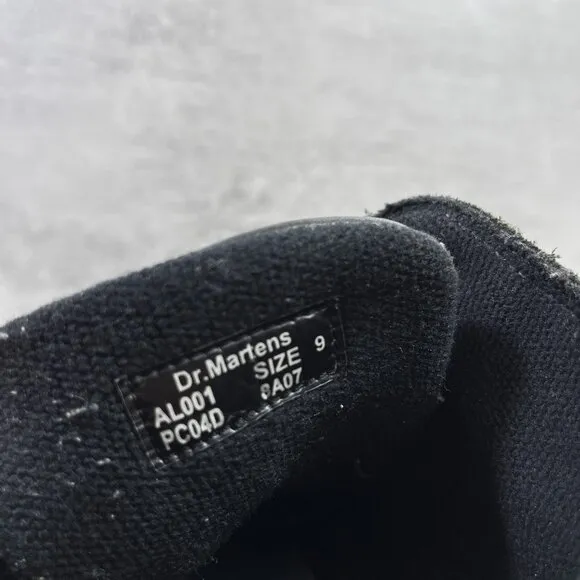 Dr.Martens
AL001 SIZE 9
PC04D 8A07